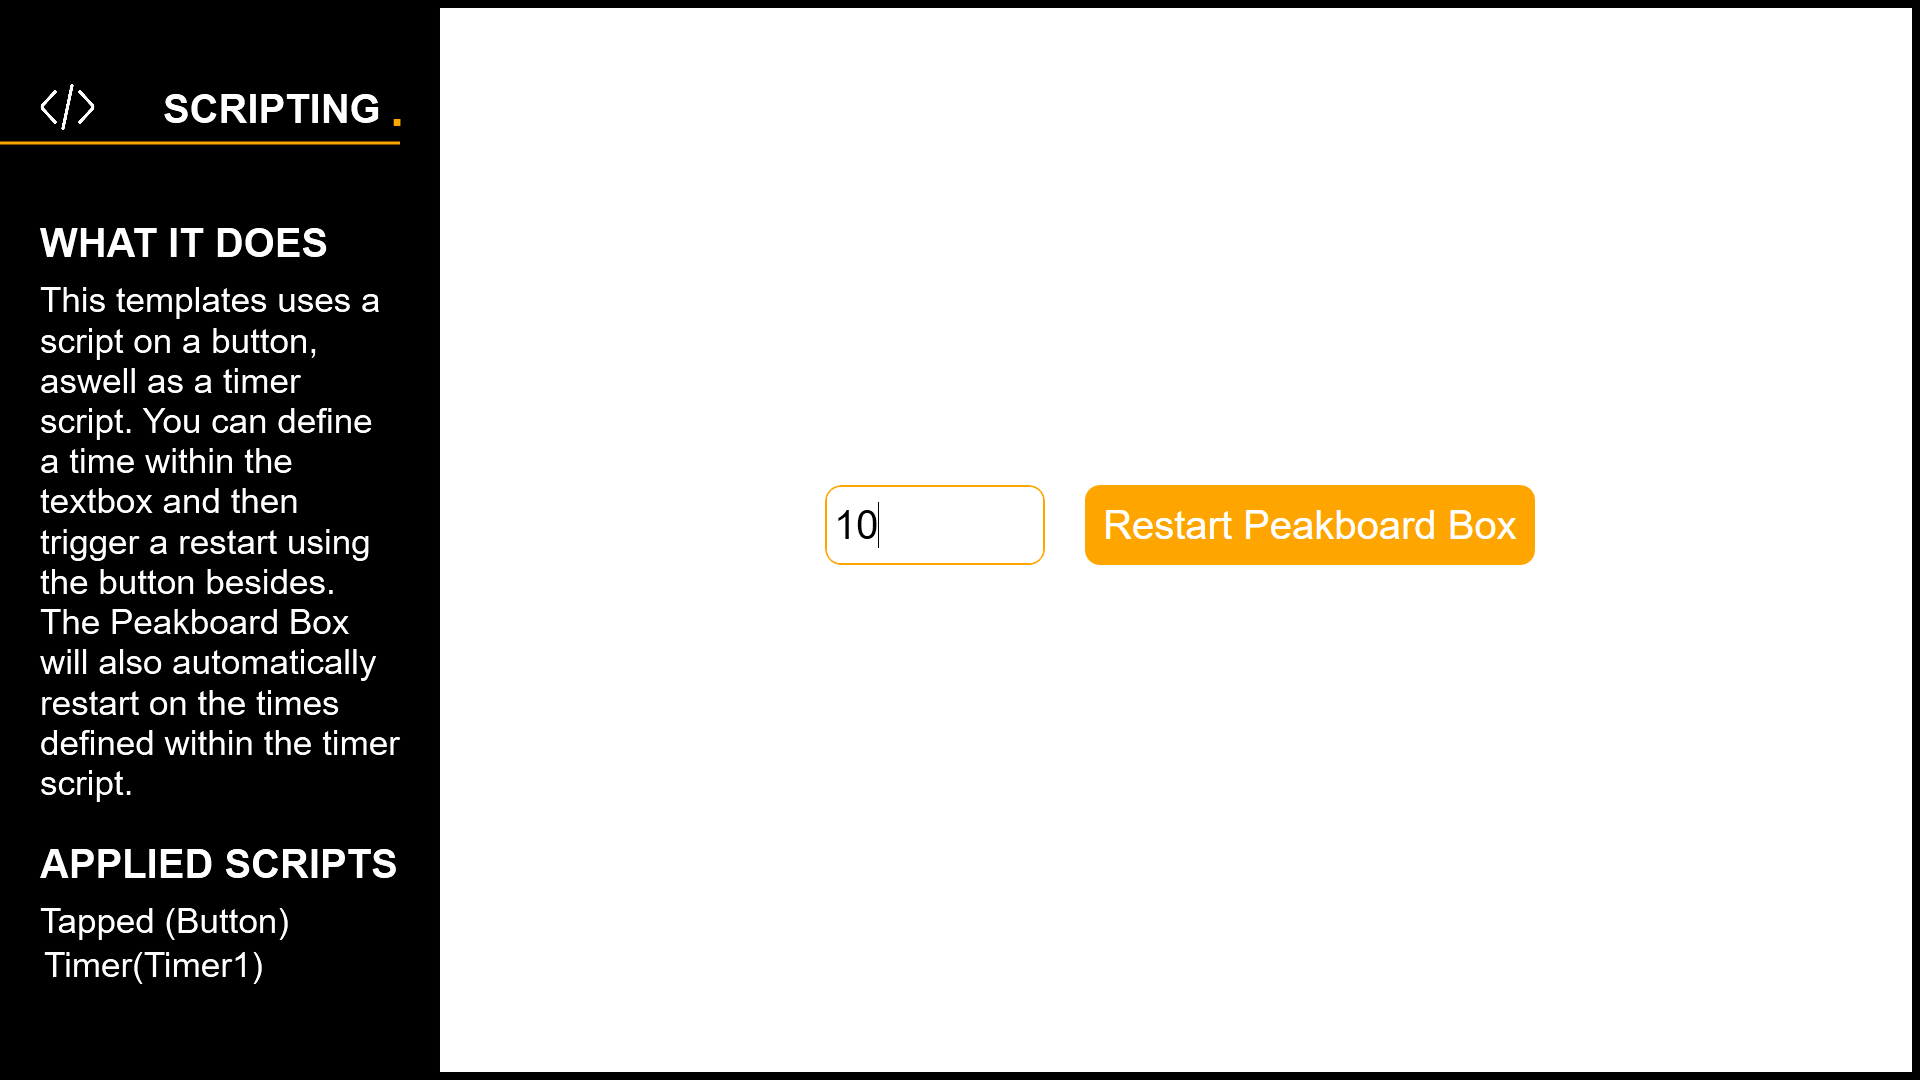 </> SCRIPTING .
WHAT IT DOES
This templates uses a
script on a button,
aswell as a timer
script. You can define
a time within the
textbox and then
trigger a restart using
the button besides.
The Peakboard Box
will also automatically
restart on the times
defined within the timer
script.
APPLIED SCRIPTS
Tapped (Button)
Timer(Timer1)
10
Restart Peakboard Box